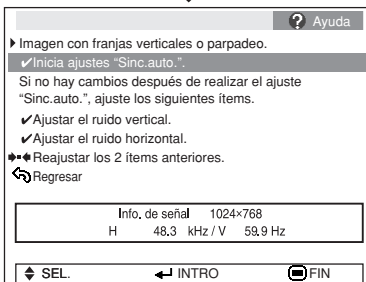 ? Ayuda
Imagen con franjas verticales o parpadeo.
✔Inicia ajustes “Sinc.auto.”.
Si no hay cambios después de realizar el ajuste
“Sinc.auto.”, ajuste los siguientes ítems.
✔Ajustar el ruido vertical.
✔Ajustar el ruido horizontal.
Reajustar los 2 ítems anteriores.
Regresar
Info. de señal 1024×768
H 48.3 kHz / V 59.9 Hz
SEL. INTRO FIN